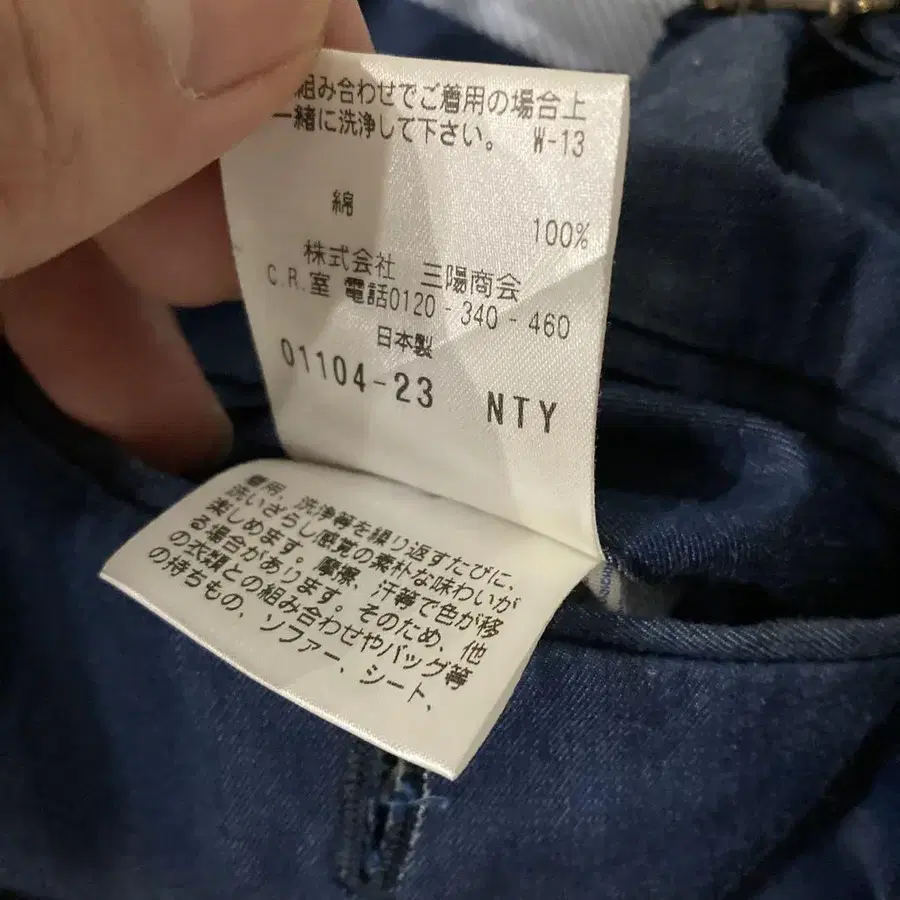 組み合わせでご着用の場合上
一緒に洗浄して下さい。 W-13
綿
100%
株式会社 三陽商会
C.R.室 電話0120-340-460
日本製
01104-23 NTY
着用、洗浄等を繰り返すたびに、
洗いざらし感覚の素朴な味わいが
楽しめます。摩擦、汗等で色が移
る場合があります。そのため、他
の衣類との組み合わせやバッグ等
の持ちもの、ソファー、シート、